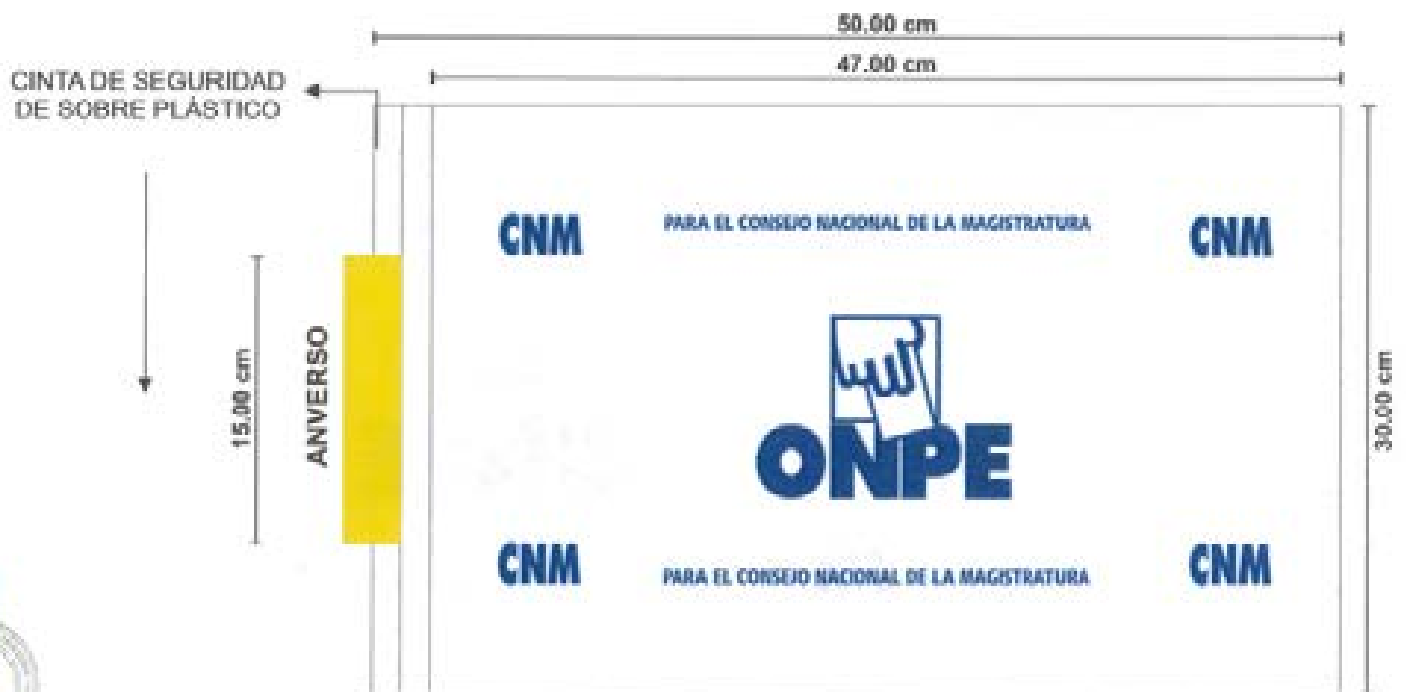 50.00 cm
47.00 cm
CINTA DE SEGURIDAD
DE SOBRE PLÁSTICO
CNM
PARA EL CONSEJO NACIONAL DE LA MAGISTRATURA
CNM
15.00 cm
ANVERSO
30.00 cm
ONPE
CNM
PARA EL CONSEJO NACIONAL DE LA MAGISTRATURA
CNM